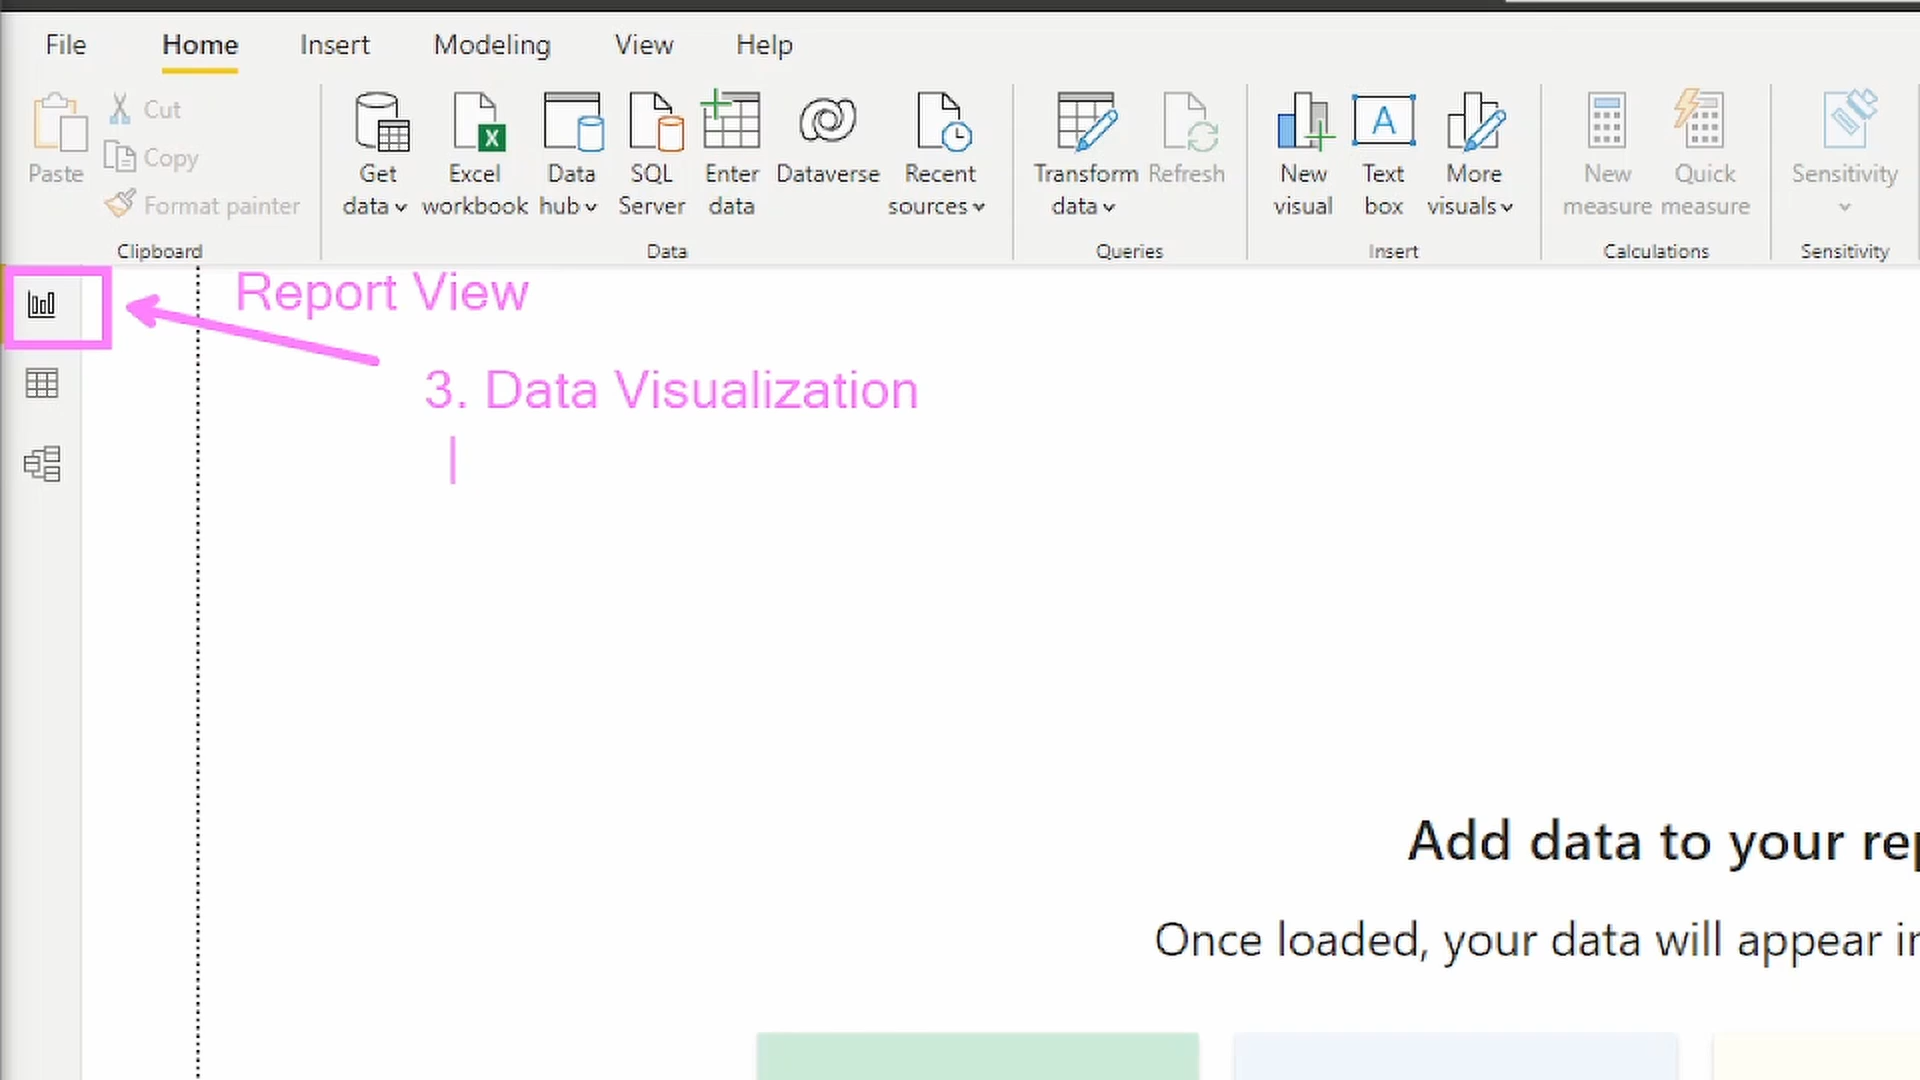 File Home Insert Modeling View Help
Paste
Cut
Copy
Format painter
Clipboard
Get data
Excel workbook
Data hub
SQL Server
Enter data
Dataverse
Recent sources
Data
Transform data
Refresh
Queries
New visual
Text box
More visuals
Insert
New measure
Quick measure
Calculations
Sensitivity
Sensitivity
Report View
3. Data Visualization
Add data to your rep
Once loaded, your data will appear in